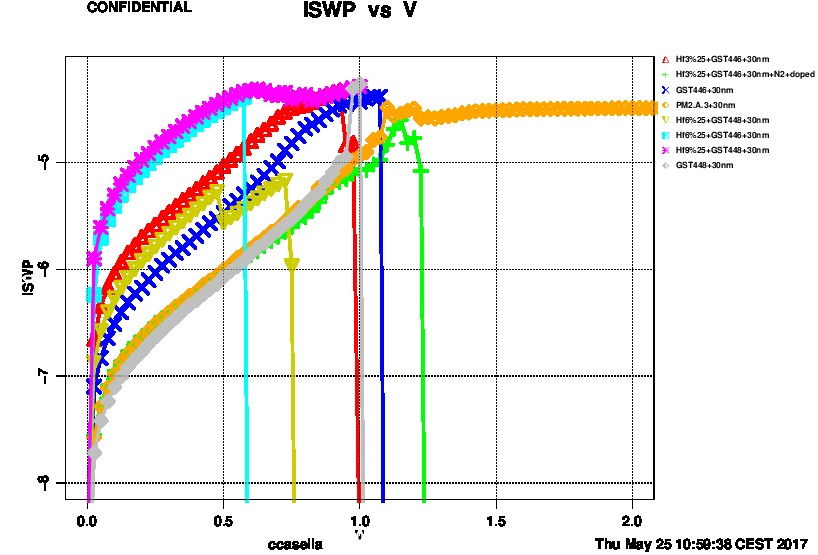 CONFIDENTIAL
ISWP vs V
Hf3%25+GST446+30nm
Hf3%25+GST446+30nm+N2+doped
GST446+30nm
PM2.A.3+30nm
Hf6%25+GST448+30nm
Hf6%25+GST446+30nm
Hf9%25+GST448+30nm
GST448+30nm
-5
-6
-7
-8
ISWP
0.0 0.5 1.0 1.5 2.0
V
ccasella
Thu May 25 10:59:38 CEST 2017